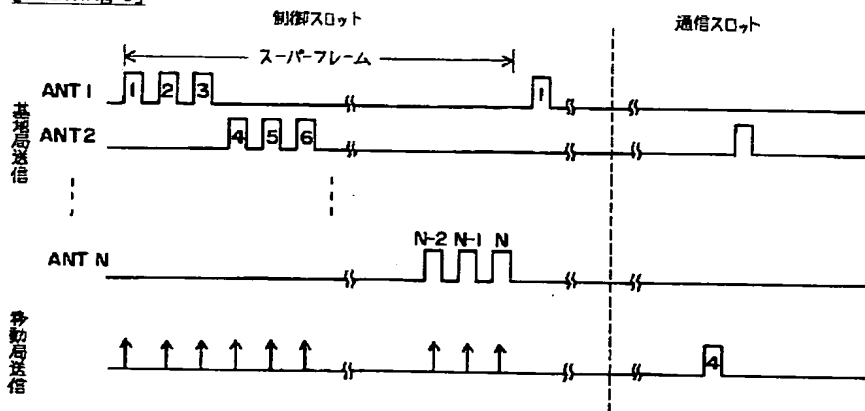 制御スロット
通信スロット
スーパーフレーム
ANT 1
1 2 3
1
基地局送信
ANT 2
4 5 6
N-2 N-1 N
ANT N
移動局送信
4